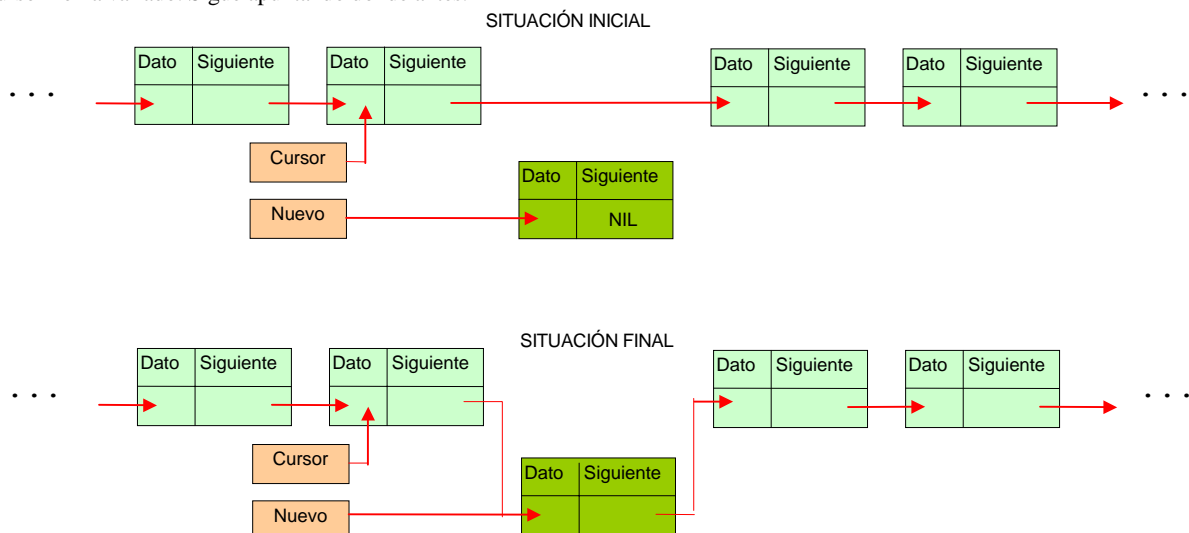 SITUACIÓN INICIAL
Dato Siguiente Dato Siguiente Dato Siguiente Dato Siguiente
. . . . . .
Cursor
Dato Siguiente
Nuevo NIL
SITUACIÓN FINAL
Dato Siguiente Dato Siguiente Dato Siguiente Dato Siguiente
. . . . . .
Cursor
Dato Siguiente
Nuevo